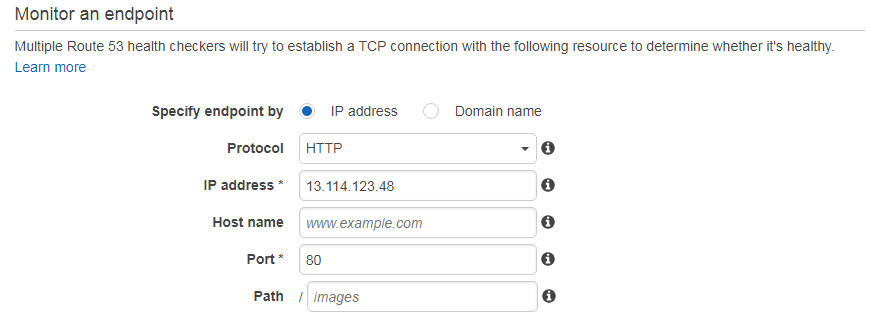 Monitor an endpoint
Multiple Route 53 health checkers will try to establish a TCP connection with the following resource to determine whether it's healthy.
Learn more
Specify endpoint by IP address Domain name
Protocol HTTP
IP address * 13.114.123.48
Host name www.example.com
Port * 80
Path / images